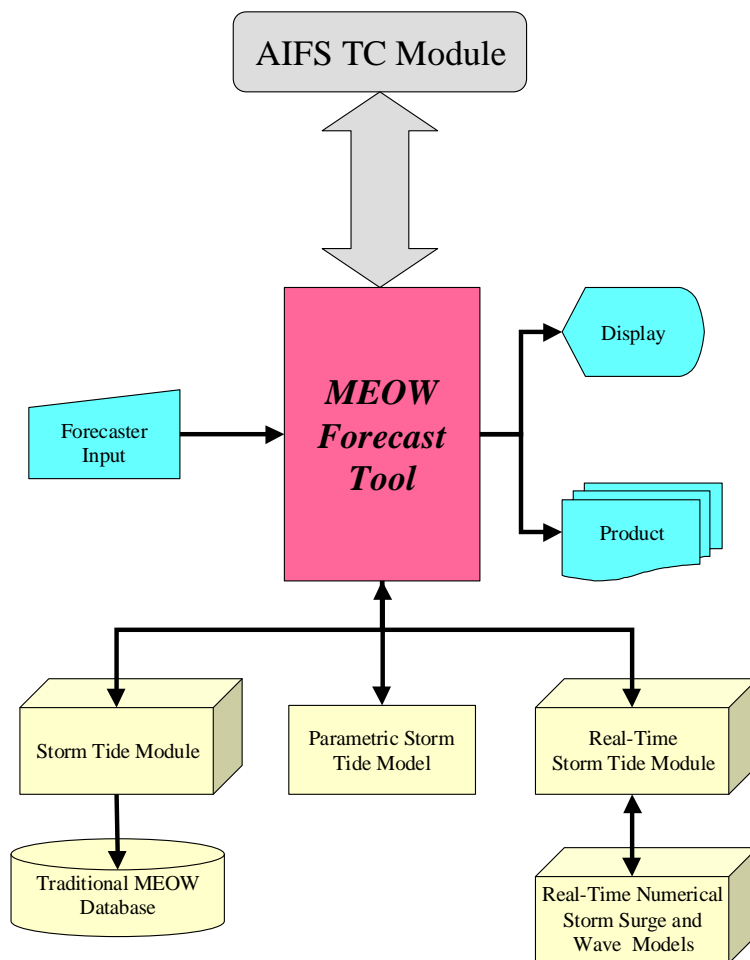 AIFS TC Module
MEOW
Forecast
Tool
Display
Forecaster
Input
Product
Storm Tide Module
Parametric Storm
Tide Model
Real-Time
Storm Tide Module
Traditional MEOW
Database
Real-Time Numerical
Storm Surge and
Wave Models